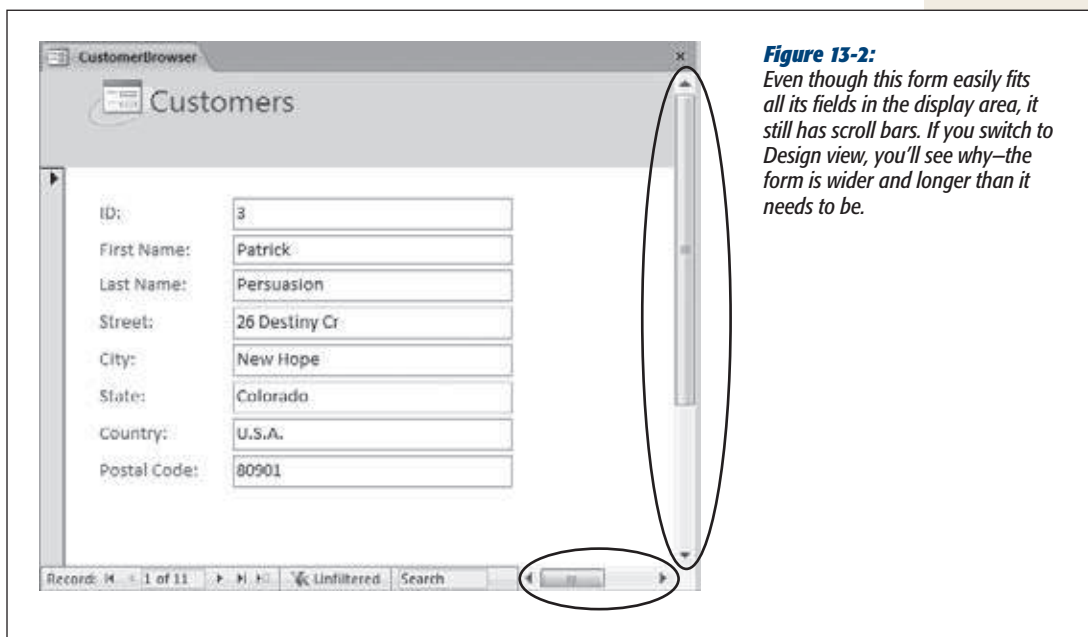 CustomerBrowser
Customers
ID: 3
First Name: Patrick
Last Name: Persuasion
Street: 26 Destiny Cr
City: New Hope
State: Colorado
Country: U.S.A.
Postal Code: 80901
Record: 1 of 11 Unfiltered Search
Figure 13-2:
Even though this form easily fits
all its fields in the display area, it
still has scroll bars. If you switch to
Design view, you'll see why—the
form is wider and longer than it
needs to be.